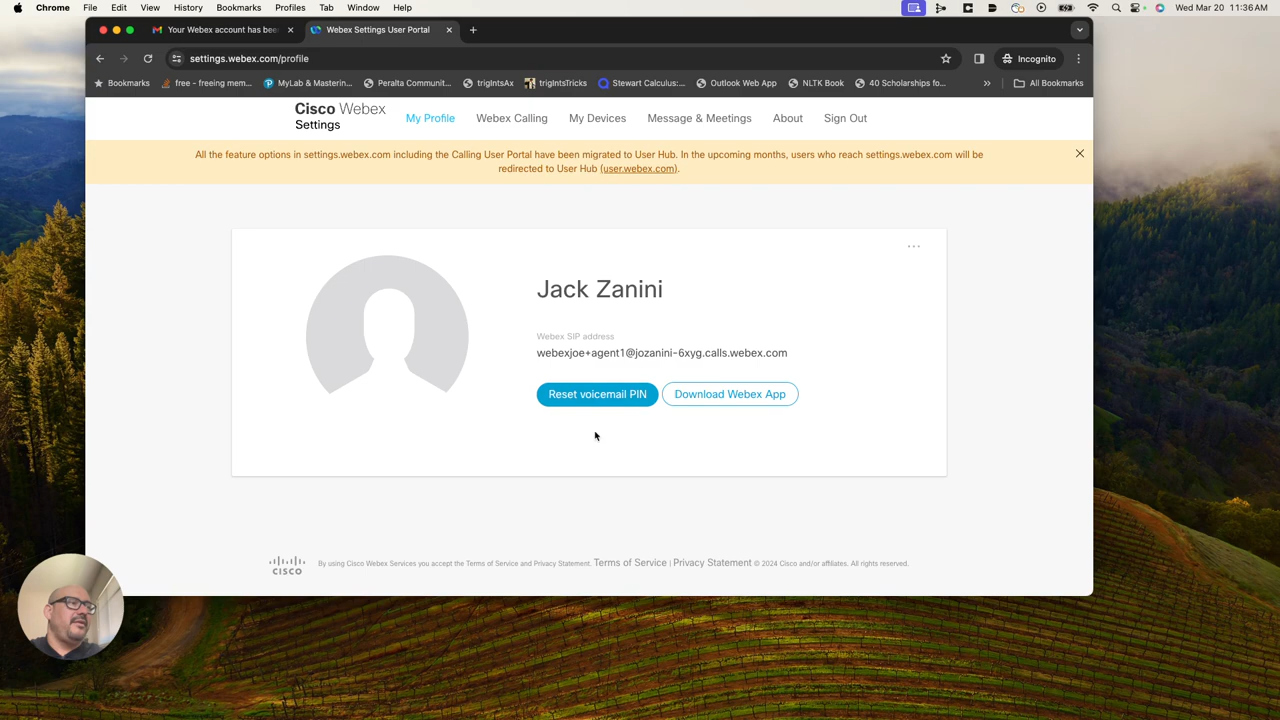 Chrome File Edit View History Bookmarks Profiles Tab Window Help Wed Mar 20 11:36 AM
Your Webex account has bee Webex Settings User Portal
settings.webex.com/profile Incognito
Bookmarks free - freeing mem... MyLab & Masterin... Peralta Communit... trigIntsAx trigIntsTricks Stewart Calculus:... Outlook Web App NLTK Book 40 Scholarships fo... » All Bookmarks
Cisco Webex
Settings
My Profile Webex Calling My Devices Message & Meetings About Sign Out
All the feature options in settings.webex.com including the Calling User Portal have been migrated to User Hub. In the upcoming months, users who reach settings.webex.com will be
redirected to User Hub (user.webex.com).
Jack Zanini
Webex SIP address
webexjoe+agent1@jozanini-6xyg.calls.webex.com
Reset voicemail PIN Download Webex App
CISCO
By using Cisco Webex Services you accept the Terms of Service and Privacy Statement. Terms of Service | Privacy Statement © 2024 Cisco and/or affiliates. All rights reserved.